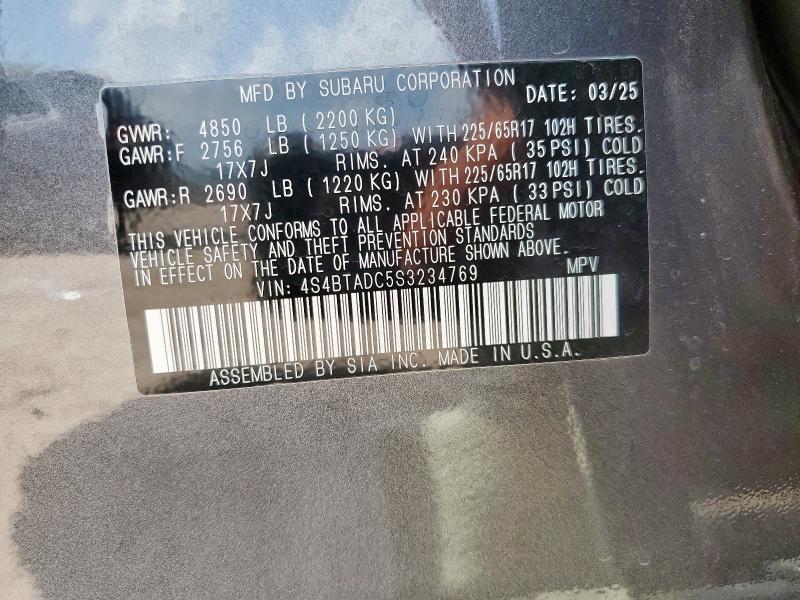 MFD BY SUBARU CORPORATION DATE: 03/25
GVWR: 4850 LB (2200 KG)
GAWR:F 2756 LB (1250 KG) WITH 225/65R17 102H TIRES.
17X7J RIMS. AT 240 KPA (35 PSI) COLD
GAWR:R 2690 LB (1220 KG) WITH 225/65R17 102H TIRES.
17X7J RIMS. AT 230 KPA (33 PSI) COLD
THIS VEHICLE CONFORMS TO ALL APPLICABLE FEDERAL MOTOR
VEHICLE SAFETY AND THEFT PREVENTION STANDARDS
IN EFFECT ON THE DATE OF MANUFACTURE SHOWN ABOVE.
VIN: 4S4BTADC5S3234769 MPV
ASSEMBLED BY SIA INC. MADE IN U.S.A.